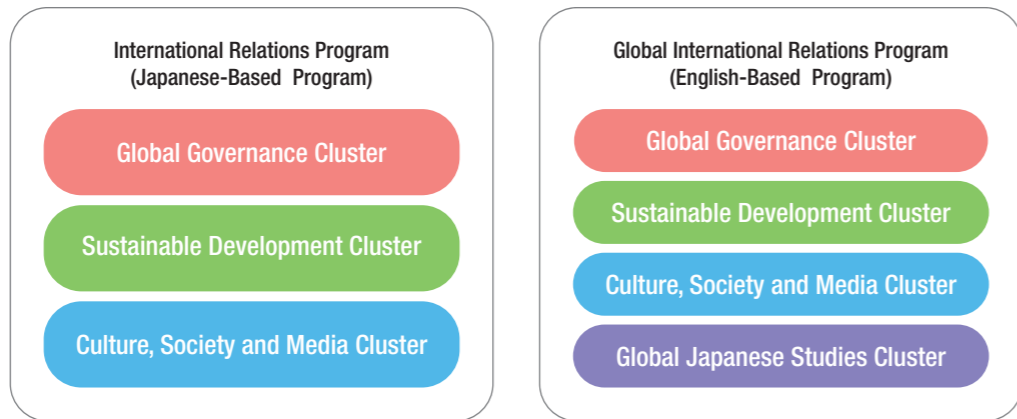 International Relations Program
(Japanese-Based Program)
Global Governance Cluster
Sustainable Development Cluster
Culture, Society and Media Cluster
Global International Relations Program
(English-Based Program)
Global Governance Cluster
Sustainable Development Cluster
Culture, Society and Media Cluster
Global Japanese Studies Cluster